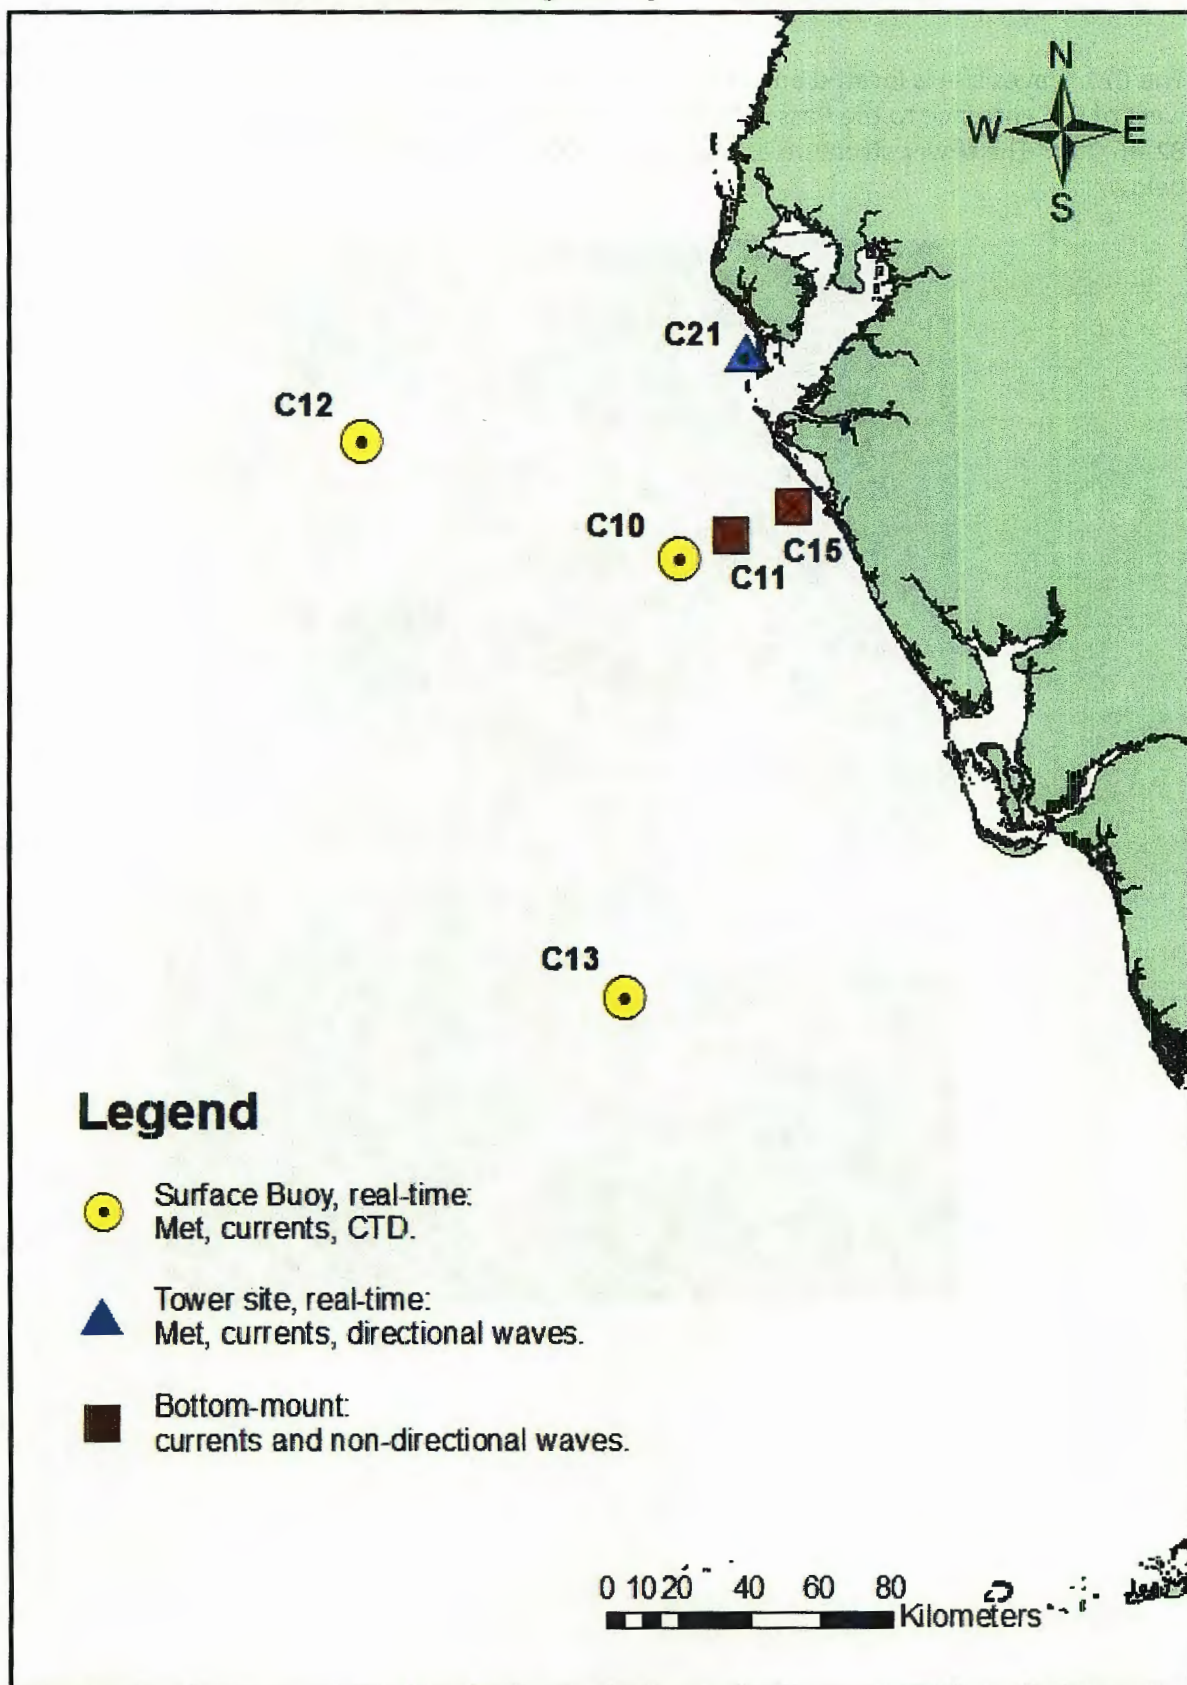 N
W E
S
C21
C12
C10
C15
C11
C13
Legend
Surface Buoy, real-time:
Met, currents, CTD.
Tower site, real-time:
Met, currents, directional waves.
Bottom-mount:
currents and non-directional waves.
0 10 20 40 60 80
Kilometers